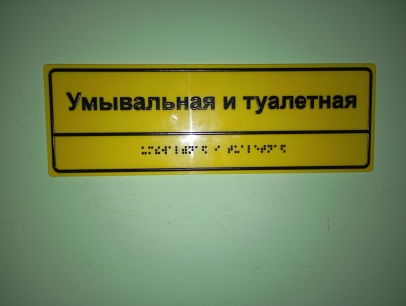 Умывальная и туалетная
⠥⠍⠮⠺⠁⠇⠾⠝⠁⠫ ⠊ ⠞⠥⠁⠇⠑⠞⠝⠁⠫